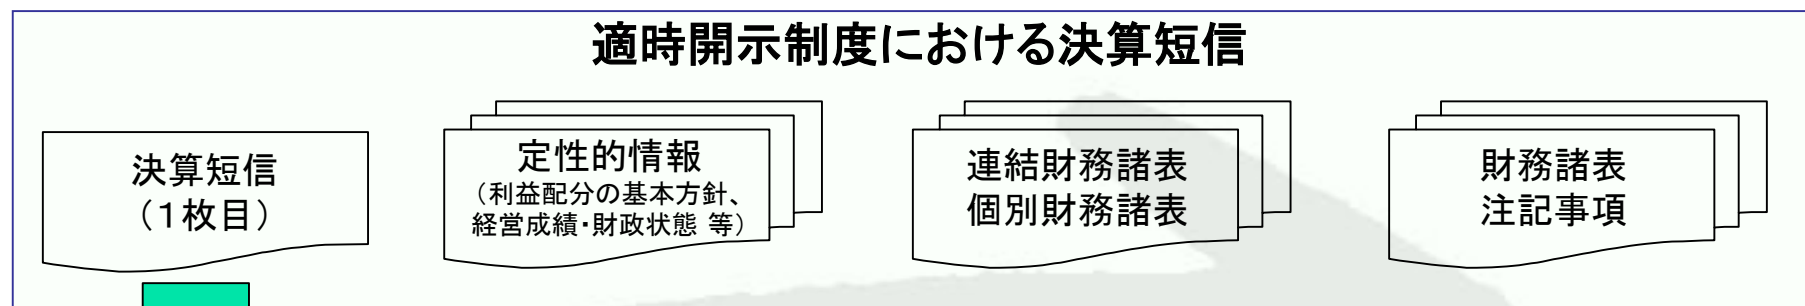 適時開示制度における決算短信
決算短信
（１枚目）
定性的情報
（利益配分の基本方針、
経営成績・財政状態 等）
連結財務諸表
個別財務諸表
財務諸表
注記事項